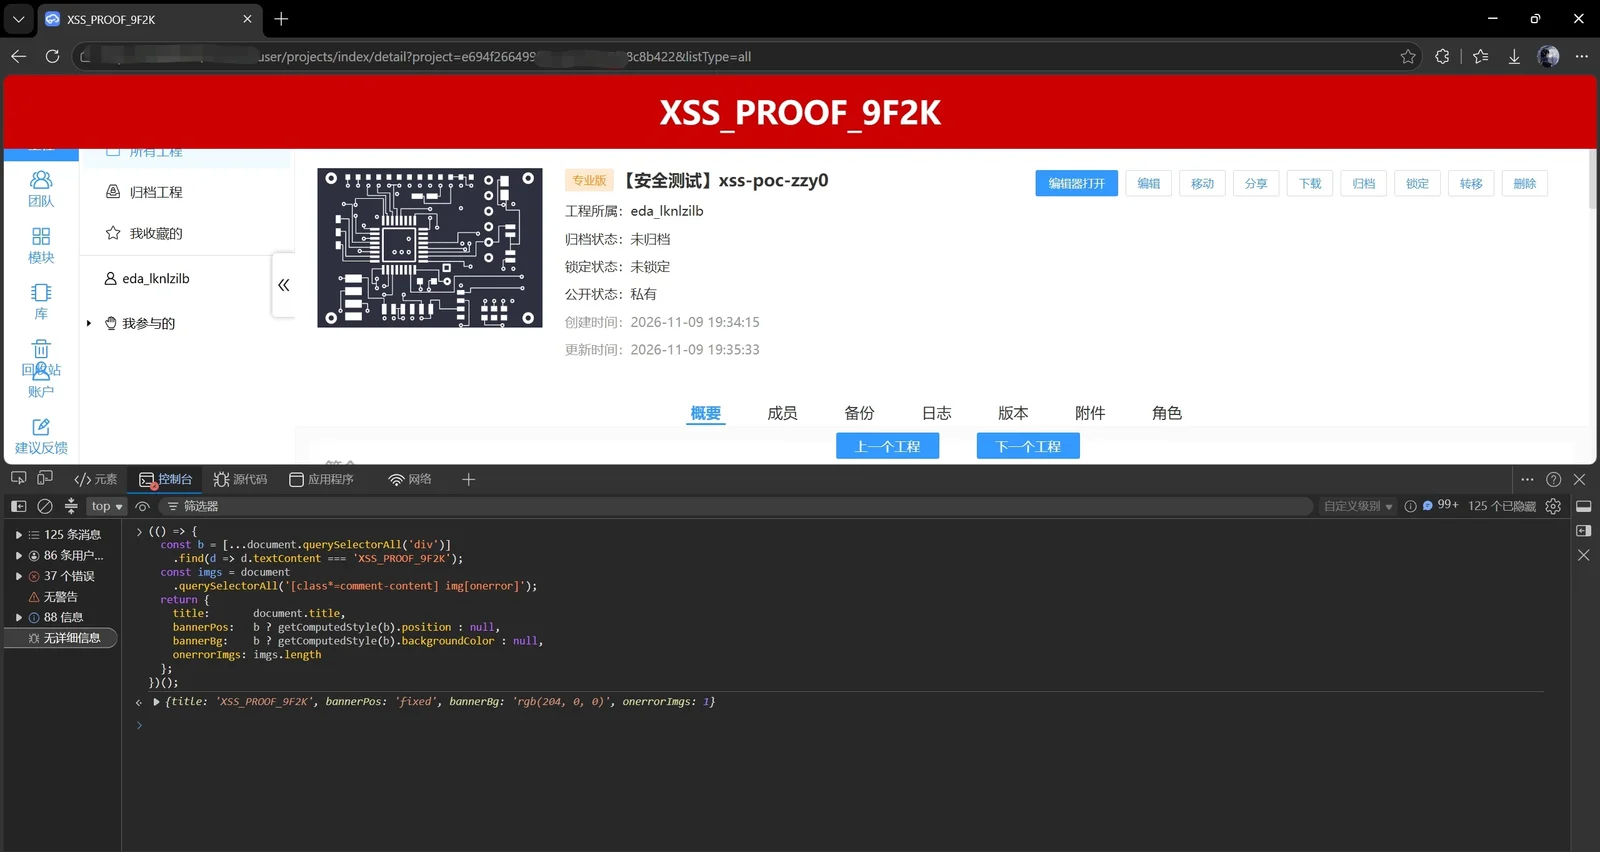 XSS_PROOF_9F2K
user/projects/index/detail?project=e694f266499
8c8b422&listType=all
XSS_PROOF_9F2K
所有工程
团队
归档工程
模块
我收藏的
库
eda_lknlzilb
我参与的
回收站
账户
建议反馈
专业版 【安全测试】xss-poc-zzy0
编辑器打开 编辑 移动 分享 下载 归档 锁定 转移 删除
工程所属： eda_lknlzilb
归档状态： 未归档
锁定状态： 未锁定
公开状态： 私有
创建时间： 2026-11-09 19:34:15
更新时间： 2026-11-09 19:35:33
概要 成员 备份 日志 版本 附件 角色
上一个工程 下一个工程
元素 控制台 源代码 应用程序 网络
top 筛选器 自定义级别 99+ 125 个已隐藏
125 条消息
86 条用户...
37 个错误
无警告
88 信息
无详细信息
(() => {
const b = [...document.querySelectorAll('div')]
.find(d => d.textContent === 'XSS_PROOF_9F2K');
const imgs = document
.querySelectorAll('[class*=comment-content] img[onerror]');
return {
title: document.title,
bannerPos: b ? getComputedStyle(b).position : null,
bannerBg: b ? getComputedStyle(b).backgroundColor : null,
onerrorImgs: imgs.length
};
})();
{title: 'XSS_PROOF_9F2K', bannerPos: 'fixed', bannerBg: 'rgb(204, 0, 0)', onerrorImgs: 1}